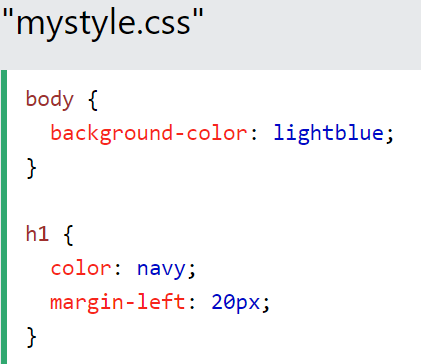 "mystyle.css"
body {
  background-color: lightblue;
}

h1 {
  color: navy;
  margin-left: 20px;
}